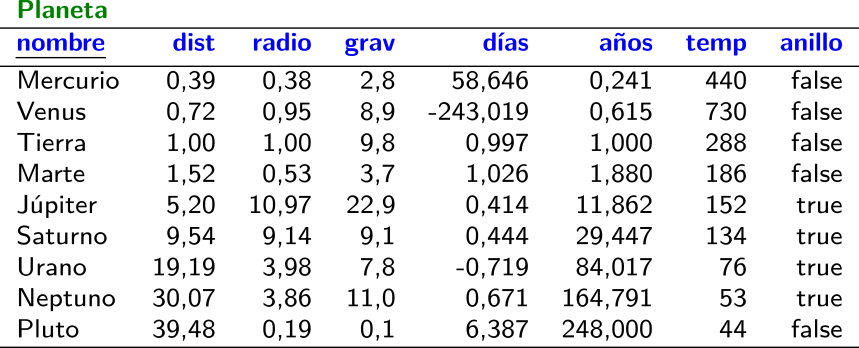 Planeta
nombre dist radio grav días años temp anillo
Mercurio 0,39 0,38 2,8 58,646 0,241 440 false
Venus 0,72 0,95 8,9 -243,019 0,615 730 false
Tierra 1,00 1,00 9,8 0,997 1,000 288 false
Marte 1,52 0,53 3,7 1,026 1,880 186 false
Júpiter 5,20 10,97 22,9 0,414 11,862 152 true
Saturno 9,54 9,14 9,1 0,444 29,447 134 true
Urano 19,19 3,98 7,8 -0,719 84,017 76 true
Neptuno 30,07 3,86 11,0 0,671 164,791 53 true
Pluto 39,48 0,19 0,1 6,387 248,000 44 false